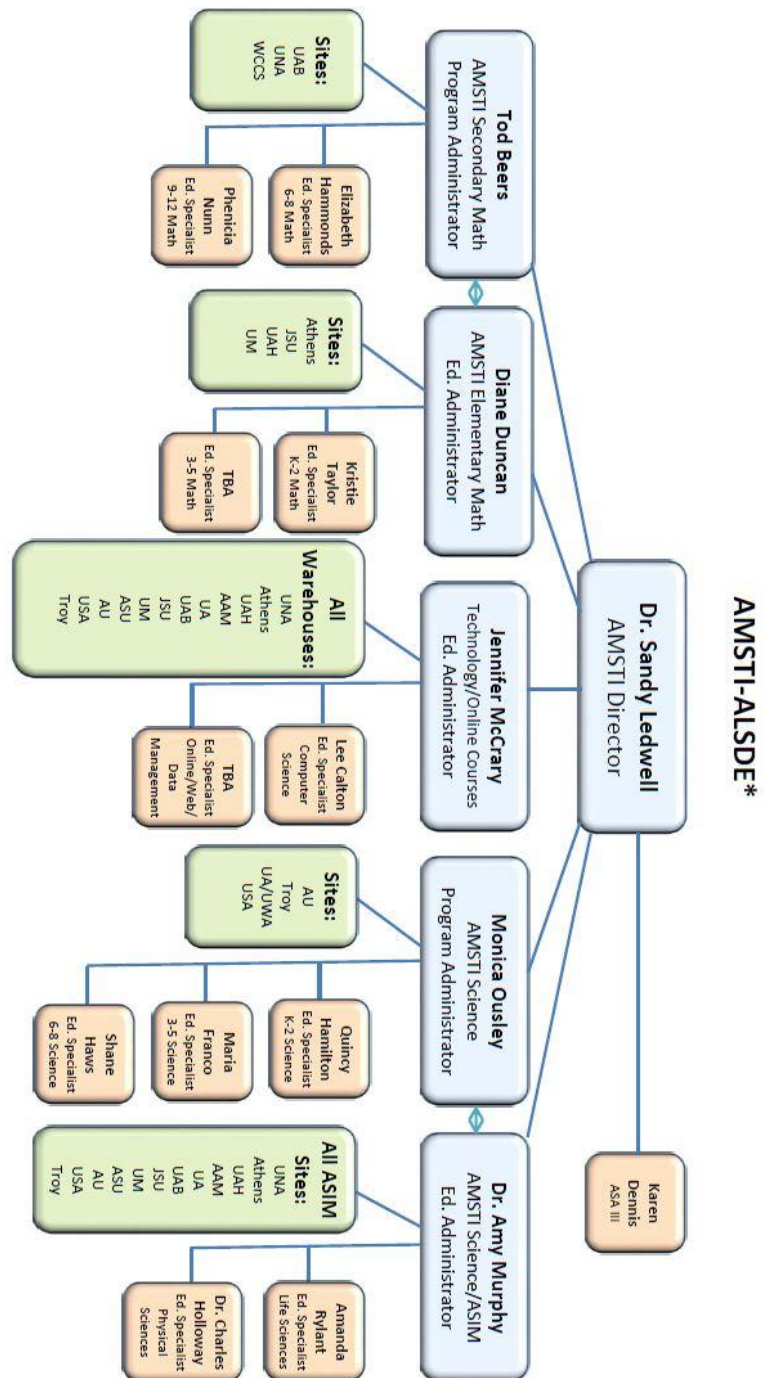 AMSTI-ALSDE*
Dr. Sandy Ledwell
AMSTI Director
Karen
Dennis
ASA III
Tod Beers
AMSTI Secondary Math
Program Administrator
Sites:
UAB
UNA
WCCS
Elizabeth
Hammonds
Ed. Specialist
6-8 Math
Phenicia
Nunn
Ed. Specialist
9-12 Math
Diane Duncan
AMSTI Elementary Math
Ed. Administrator
Sites:
Athens
JSU
UAH
UM
Kristie
Taylor
Ed. Specialist
K-2 Math
TBA
Ed. Specialist
3-5 Math
Jennifer McCrary
Technology/Online Courses
Ed. Administrator
All
Warehouses:
UNA
Athens
UAH
AAM
UA
UAB
JSU
UM
ASU
AU
USA
Troy
Lee Calton
Ed. Specialist
Computer
Science
TBA
Ed. Specialist
Online/Web/
Data
Management
Monica Ousley
AMSTI Science
Program Administrator
Sites:
AU
Troy
UA/UWA
USA
Quincy
Hamilton
Ed. Specialist
K-2 Science
Maria
Franco
Ed. Specialist
3-5 Science
Shane
Haws
Ed. Specialist
6-8 Science
Dr. Amy Murphy
AMSTI Science/ASIM
Ed. Administrator
All ASIM
Sites:
UNA
Athens
UAH
AAM
UA
UAB
JSU
UM
ASU
AU
USA
Troy
Amanda
Rylant
Ed. Specialist
Life Sciences
Dr. Charles
Holloway
Ed. Specialist
Physical
Sciences